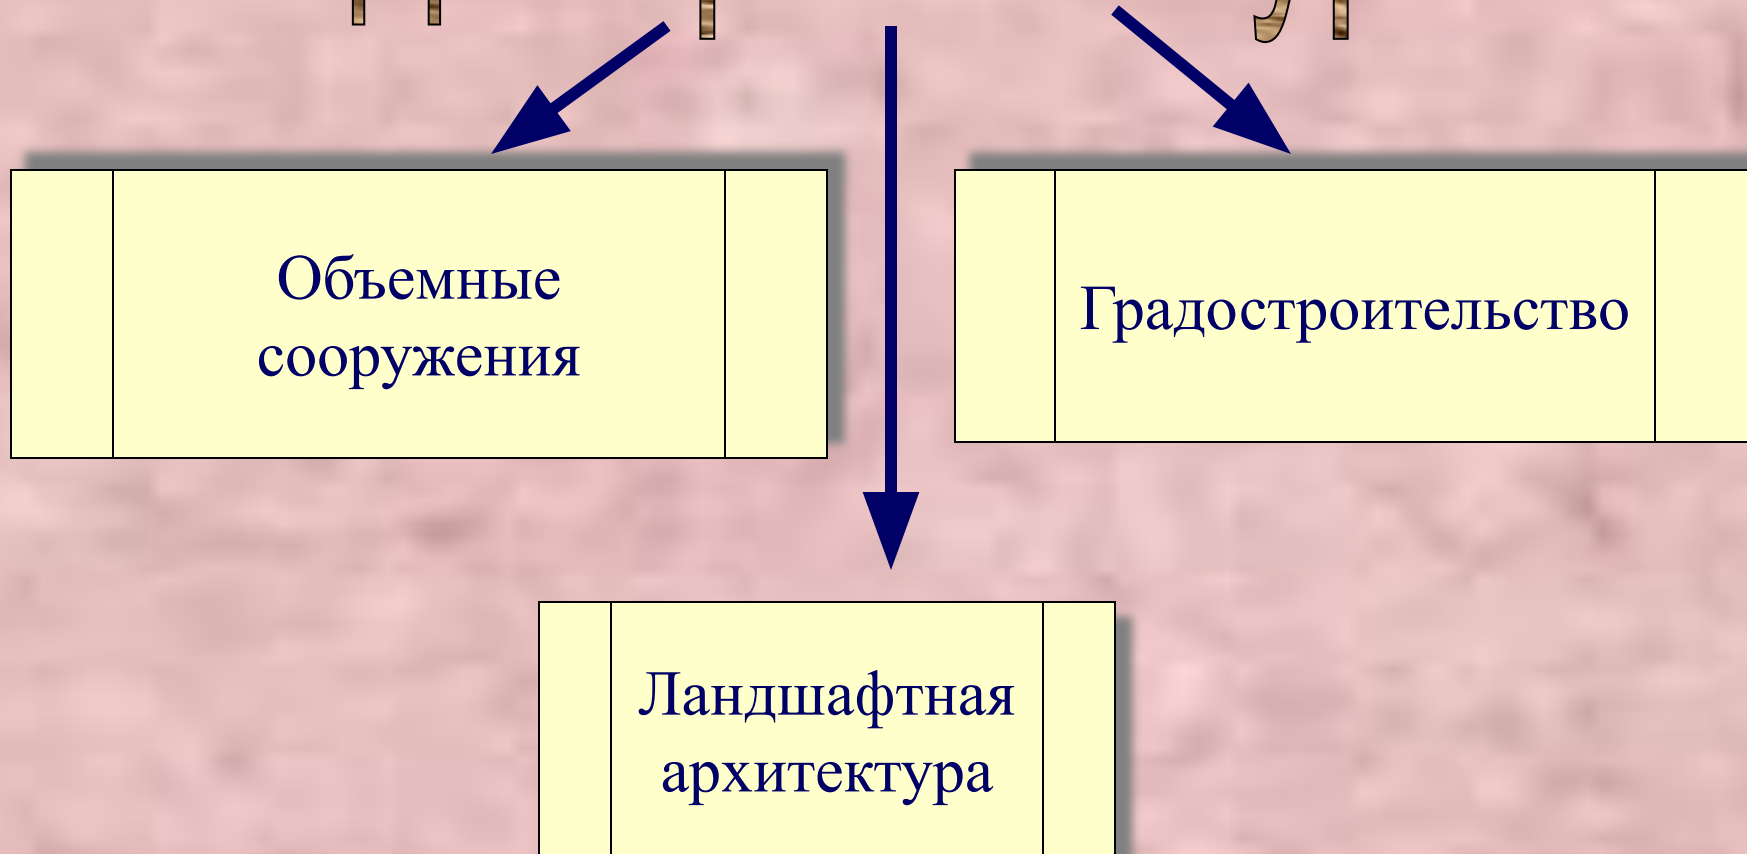 Объемные
сооружения
Градостроительство
Ландшафтная
архитектура